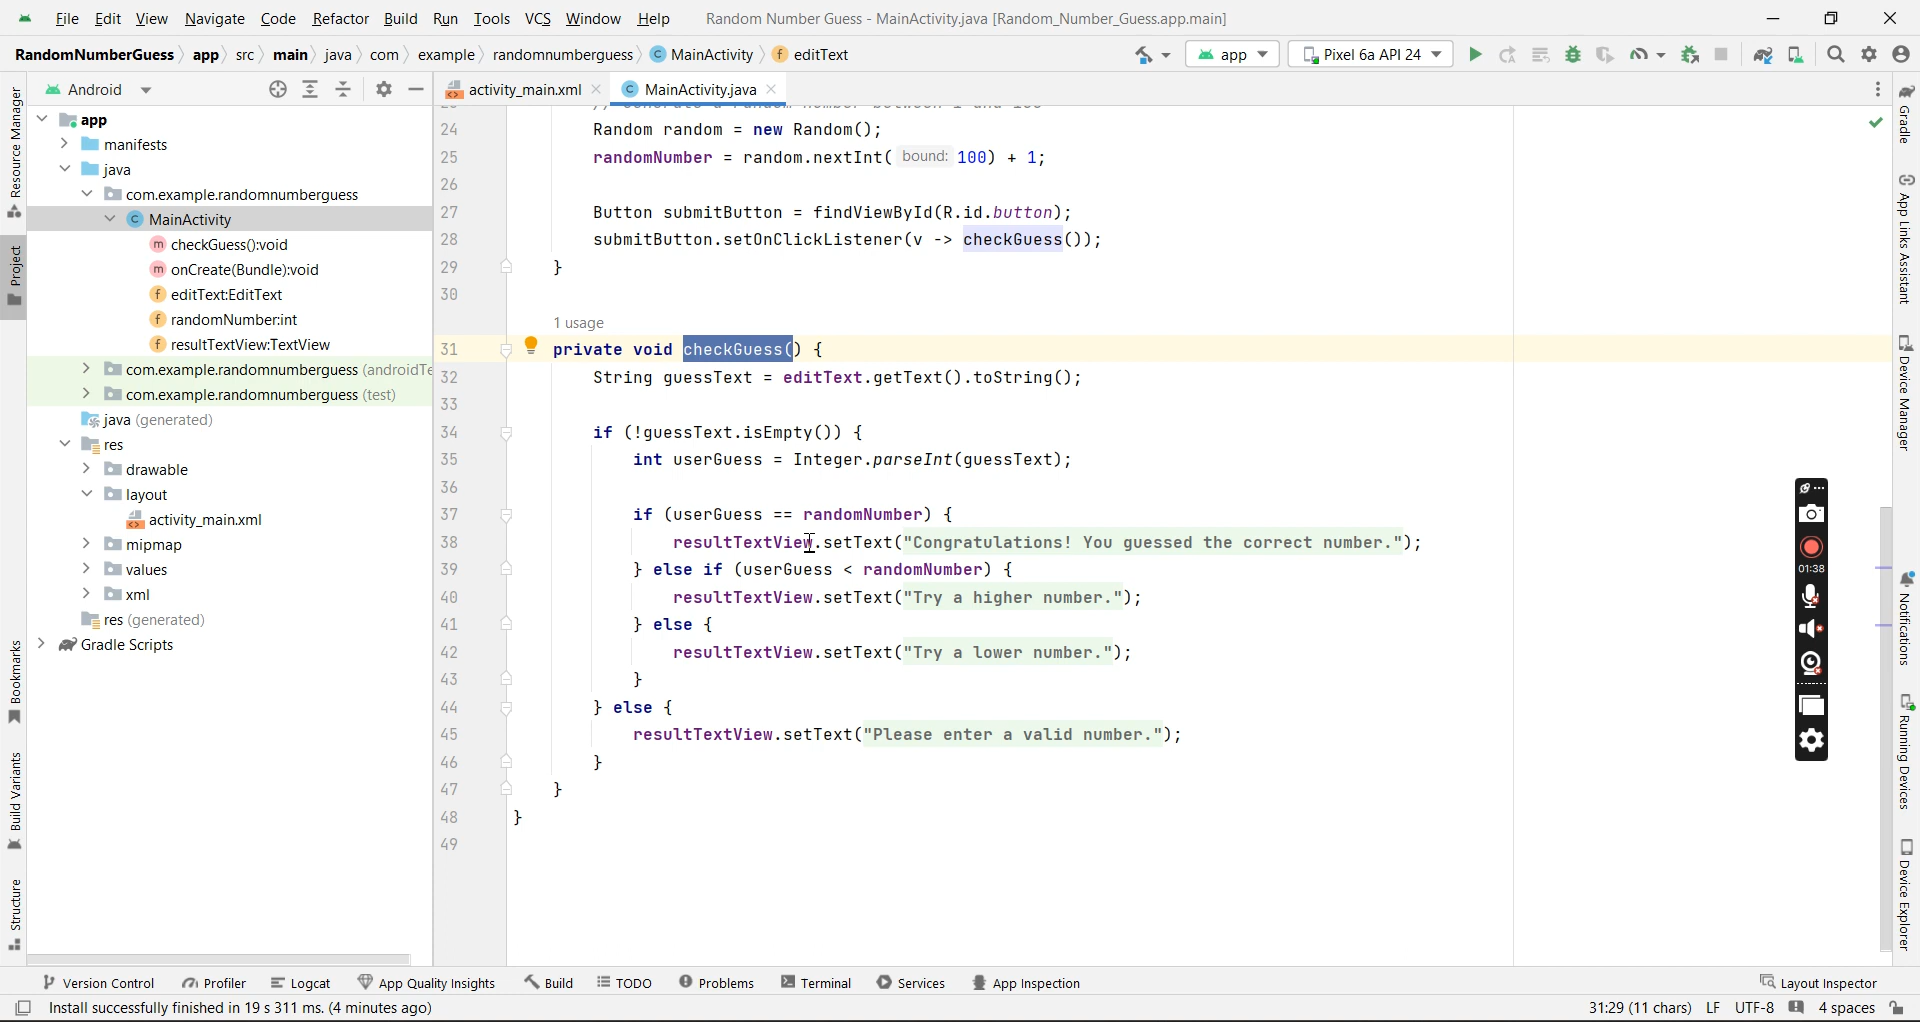 File Edit View Navigate Code Refactor Build Run Tools VCS Window Help Random Number Guess - MainActivity.java [Random_Number_Guess.app.main]
RandomNumberGuess app src main java com example randomnumberguess MainActivity editText app Pixel 6a API 24
Android activity_main.xml MainActivity.java
app
manifests
java
com.example.randomnumberguess
MainActivity
checkGuess():void
onCreate(Bundle):void
editText:EditText
randomNumber:int
resultTextView:TextView
com.example.randomnumberguess (androidTe
com.example.randomnumberguess (test)
java (generated)
res
drawable
layout
activity_main.xml
mipmap
values
xml
res (generated)
Gradle Scripts
24 Random random = new Random();
25 randomNumber = random.nextInt( bound: 100) + 1;
26
27 Button submitButton = findViewById(R.id.button);
28 submitButton.setOnClickListener(v -> checkGuess());
29 }
30
1 usage
31 private void checkGuess() {
32 String guessText = editText.getText().toString();
33
34 if (!guessText.isEmpty()) {
35 int userGuess = Integer.parseInt(guessText);
36
37 if (userGuess == randomNumber) {
38 resultTextView.setText("Congratulations! You guessed the correct number.");
39 } else if (userGuess < randomNumber) {
40 resultTextView.setText("Try a higher number.");
41 } else {
42 resultTextView.setText("Try a lower number.");
43 }
44 } else {
45 resultTextView.setText("Please enter a valid number.");
46 }
47 }
48 }
49
Resource Manager
Project
Bookmarks
Build Variants
Structure
Gradle
App Links Assistant
Device Manager
Notifications
Running Devices
Device Explorer
01:38
Version Control Profiler Logcat App Quality Insights Build TODO Problems Terminal Services App Inspection Layout Inspector
Install successfully finished in 19 s 311 ms. (4 minutes ago) 31:29 (11 chars) LF UTF-8 4 spaces